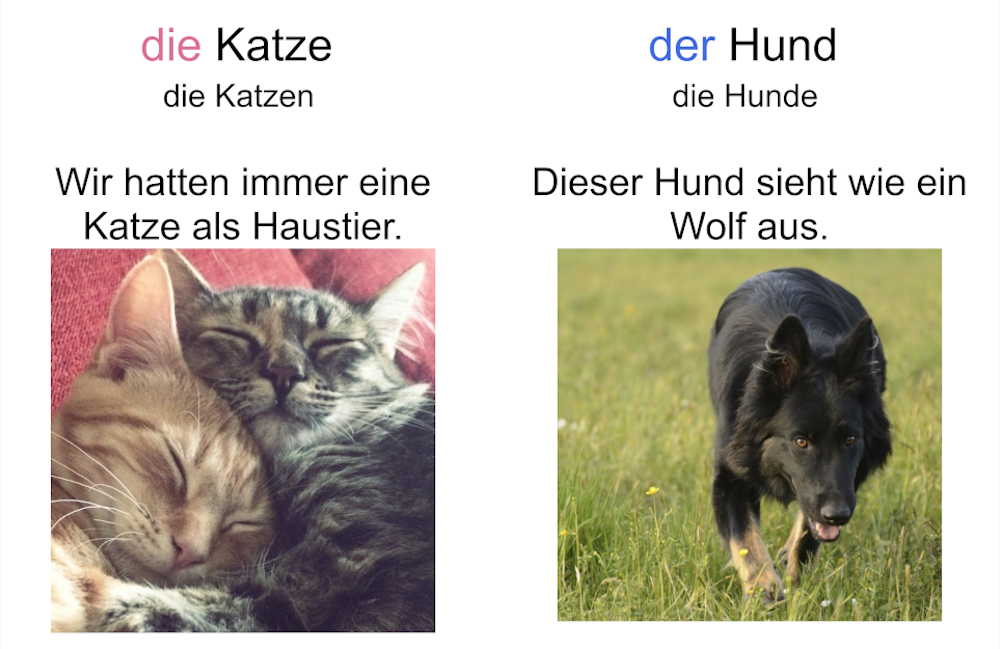 die Katze
die Katzen
Wir hatten immer eine
Katze als Haustier.
der Hund
die Hunde
Dieser Hund sieht wie ein
Wolf aus.